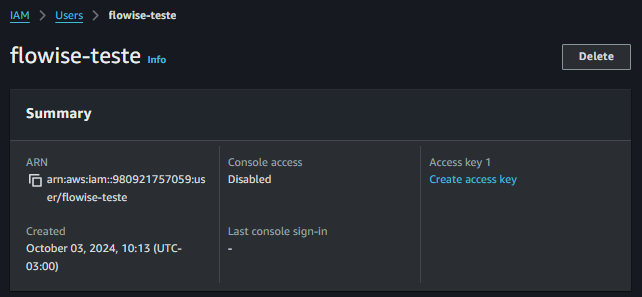 IAM > Users > flowise-teste
flowise-teste Info
Delete
Summary
ARN
arn:aws:iam::980921757059:us
er/flowise-teste
Console access
Disabled
Access key 1
Create access key
Created
October 03, 2024, 10:13 (UTC-
03:00)
Last console sign-in
-